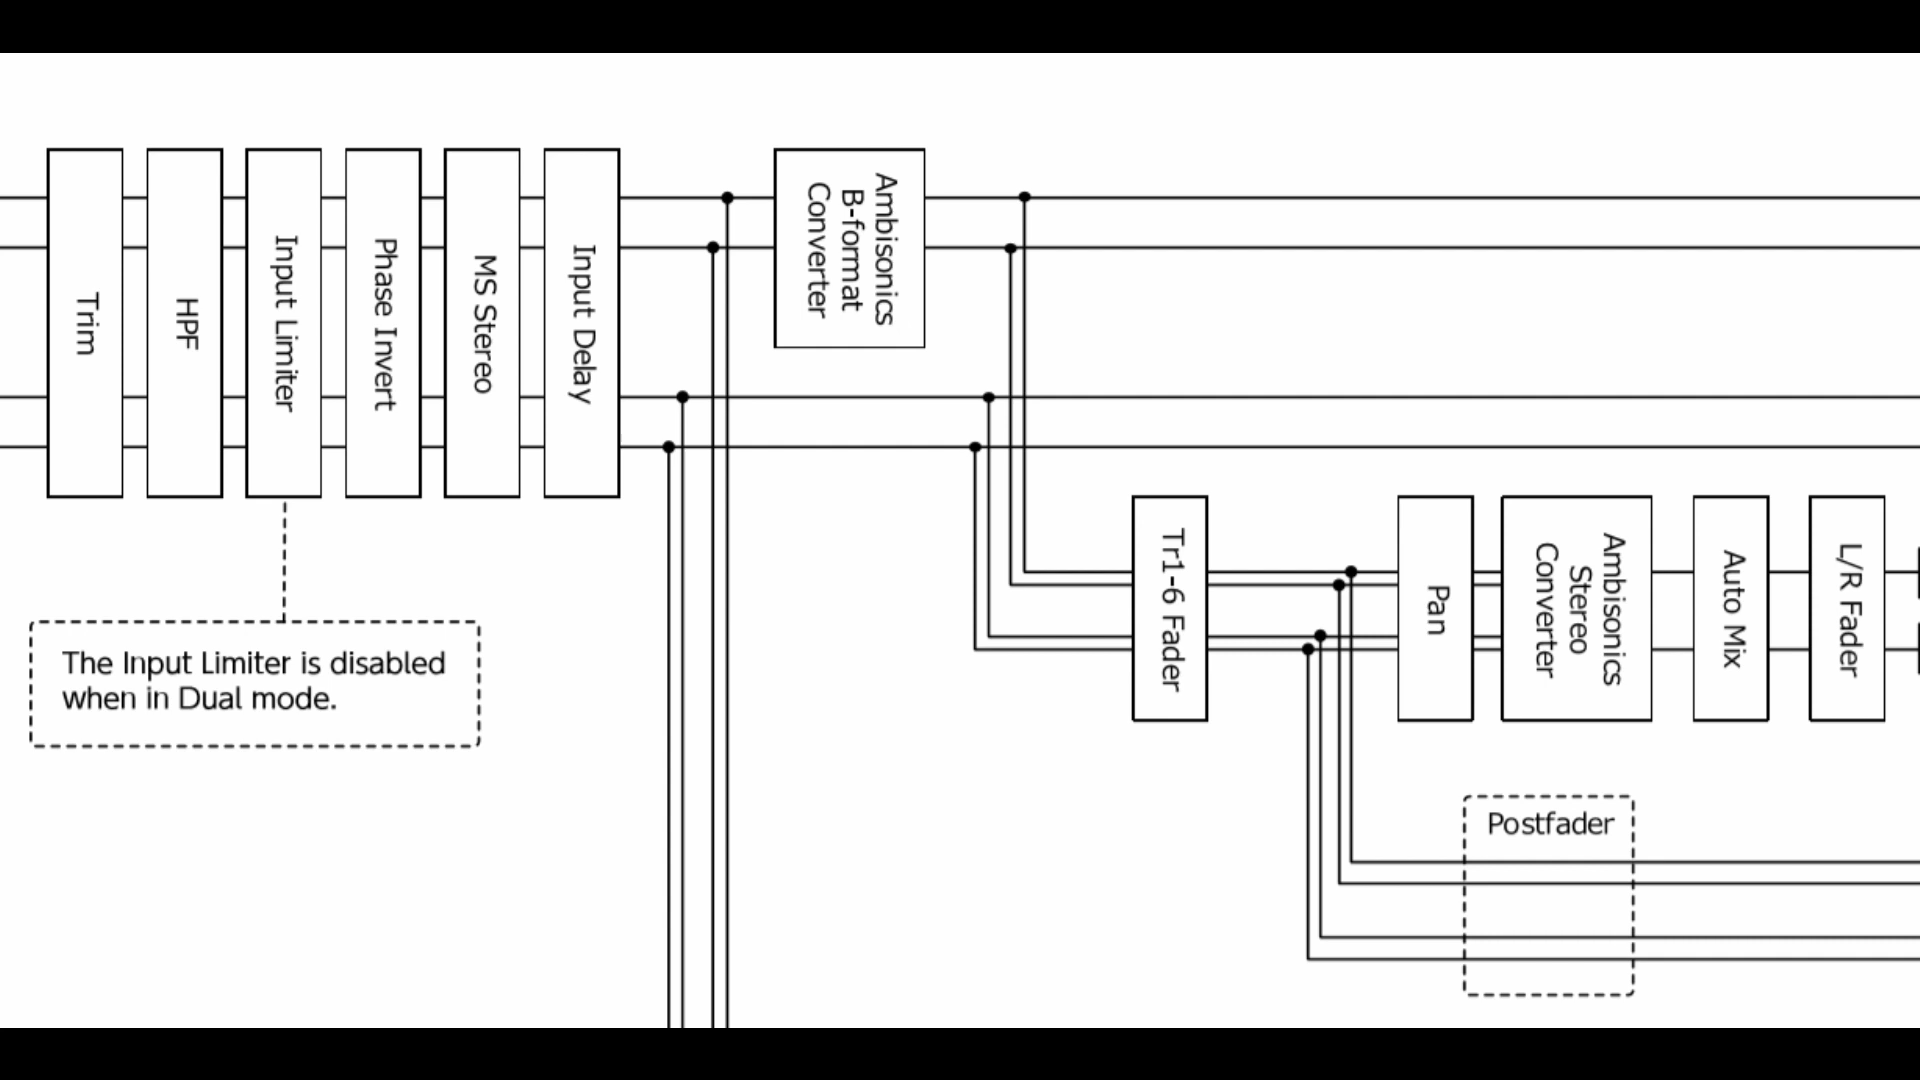 Trim
HPF
Input Limiter
Phase Invert
MS Stereo
Input Delay
Ambisonics
B-format
Converter
Tr1-6 Fader
Pan
Ambisonics
Stereo
Converter
Auto Mix
L/R Fader
The Input Limiter is disabled
when in Dual mode.
Postfader